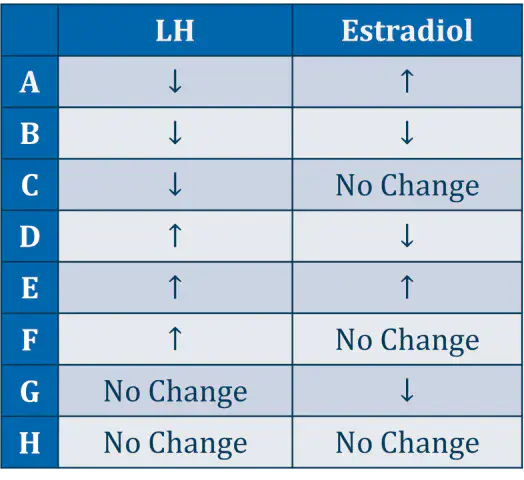 LH Estradiol
A ↓ ↑
B ↓ ↓
C ↓ No Change
D ↑ ↓
E ↑ ↑
F ↑ No Change
G No Change ↓
H No Change No Change